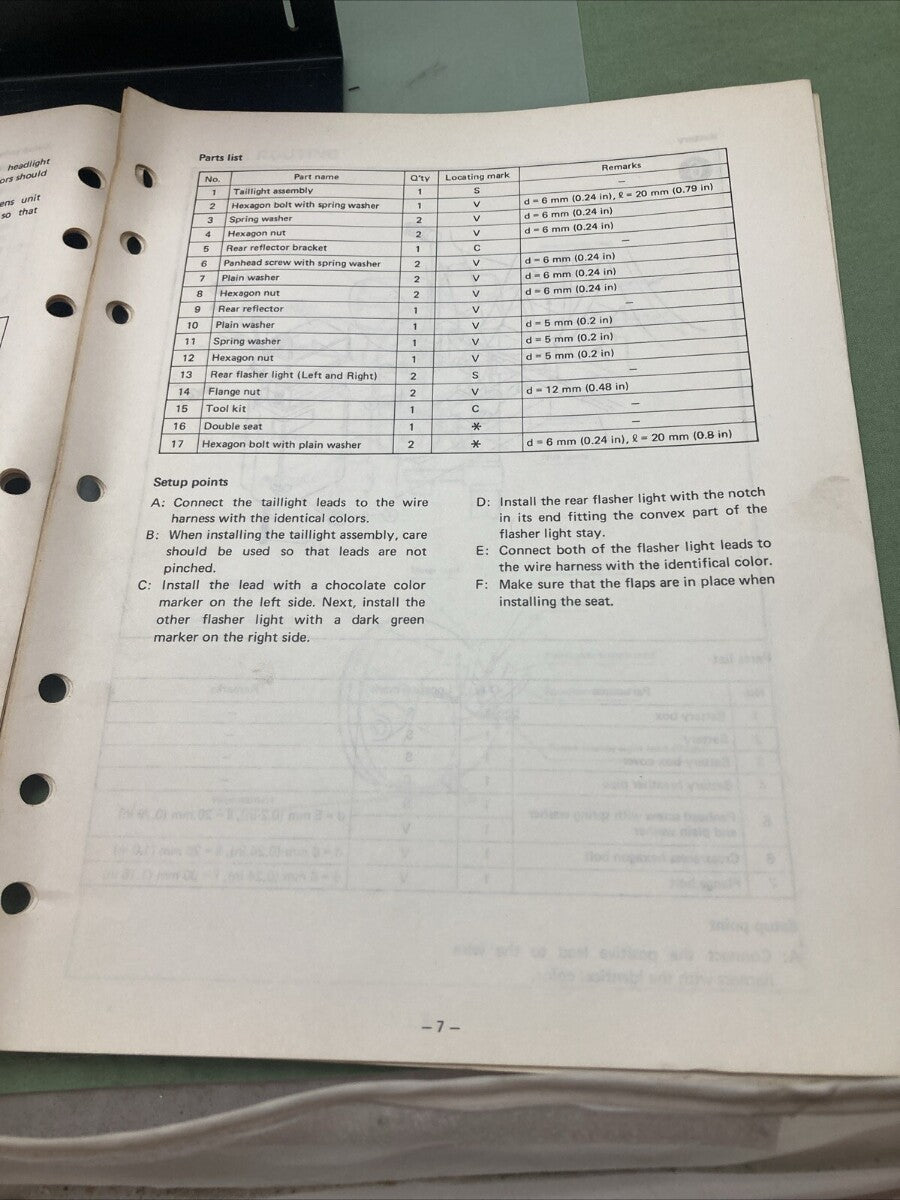 headlight
ors should
ens unit
so that
Parts list
No. Part name Q'ty Locating mark Remarks
1 Taillight assembly 1 S –
2 Hexagon bolt with spring washer 1 V d = 6 mm (0.24 in), ℓ = 20 mm (0.79 in)
3 Spring washer 2 V d = 6 mm (0.24 in)
4 Hexagon nut 2 V d = 6 mm (0.24 in)
5 Rear reflector bracket 1 C –
6 Panhead screw with spring washer 2 V d = 6 mm (0.24 in)
7 Plain washer 2 V d = 6 mm (0.24 in)
8 Hexagon nut 2 V d = 6 mm (0.24 in)
9 Rear reflector 1 V –
10 Plain washer 1 V d = 5 mm (0.2 in)
11 Spring washer 1 V d = 5 mm (0.2 in)
12 Hexagon nut 1 V d = 5 mm (0.2 in)
13 Rear flasher light (Left and Right) 2 S –
14 Flange nut 2 V d = 12 mm (0.48 in)
15 Tool kit 1 C –
16 Double seat 1 * –
17 Hexagon bolt with plain washer 2 * d = 6 mm (0.24 in), ℓ = 20 mm (0.8 in)
Setup points
A: Connect the taillight leads to the wire
harness with the identical colors.
B: When installing the taillight assembly, care
should be used so that leads are not
pinched.
C: Install the lead with a chocolate color
marker on the left side. Next, install the
other flasher light with a dark green
marker on the right side.
D: Install the rear flasher light with the notch
in its end fitting the convex part of the
flasher light stay.
E: Connect both of the flasher light leads to
the wire harness with the identifical color.
F: Make sure that the flaps are in place when
installing the seat.
– 7 –